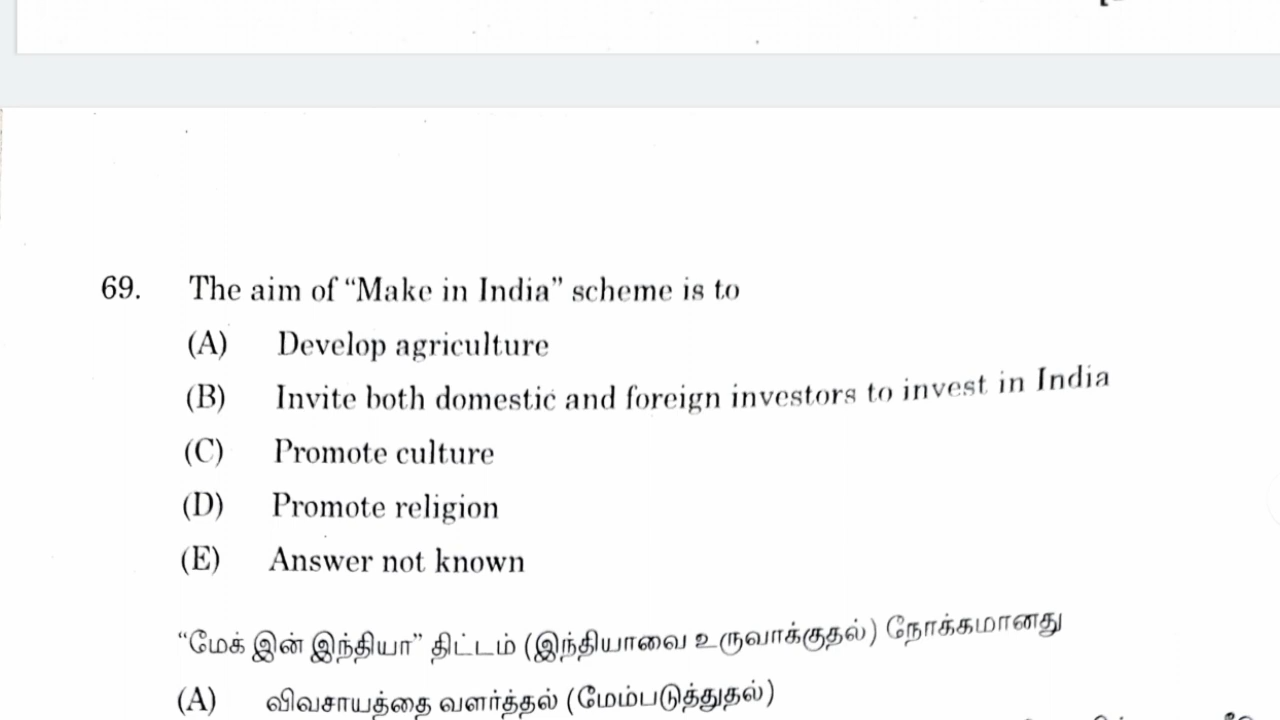 69. The aim of “Make in India” scheme is to
(A) Develop agriculture
(B) Invite both domestic and foreign investors to invest in India
(C) Promote culture
(D) Promote religion
(E) Answer not known
“மேக் இன் இந்தியா” திட்டம் (இந்தியாவை உருவாக்குதல்) நோக்கமானது
(A) விவசாயத்தை வளர்த்தல் (மேம்படுத்துதல்)